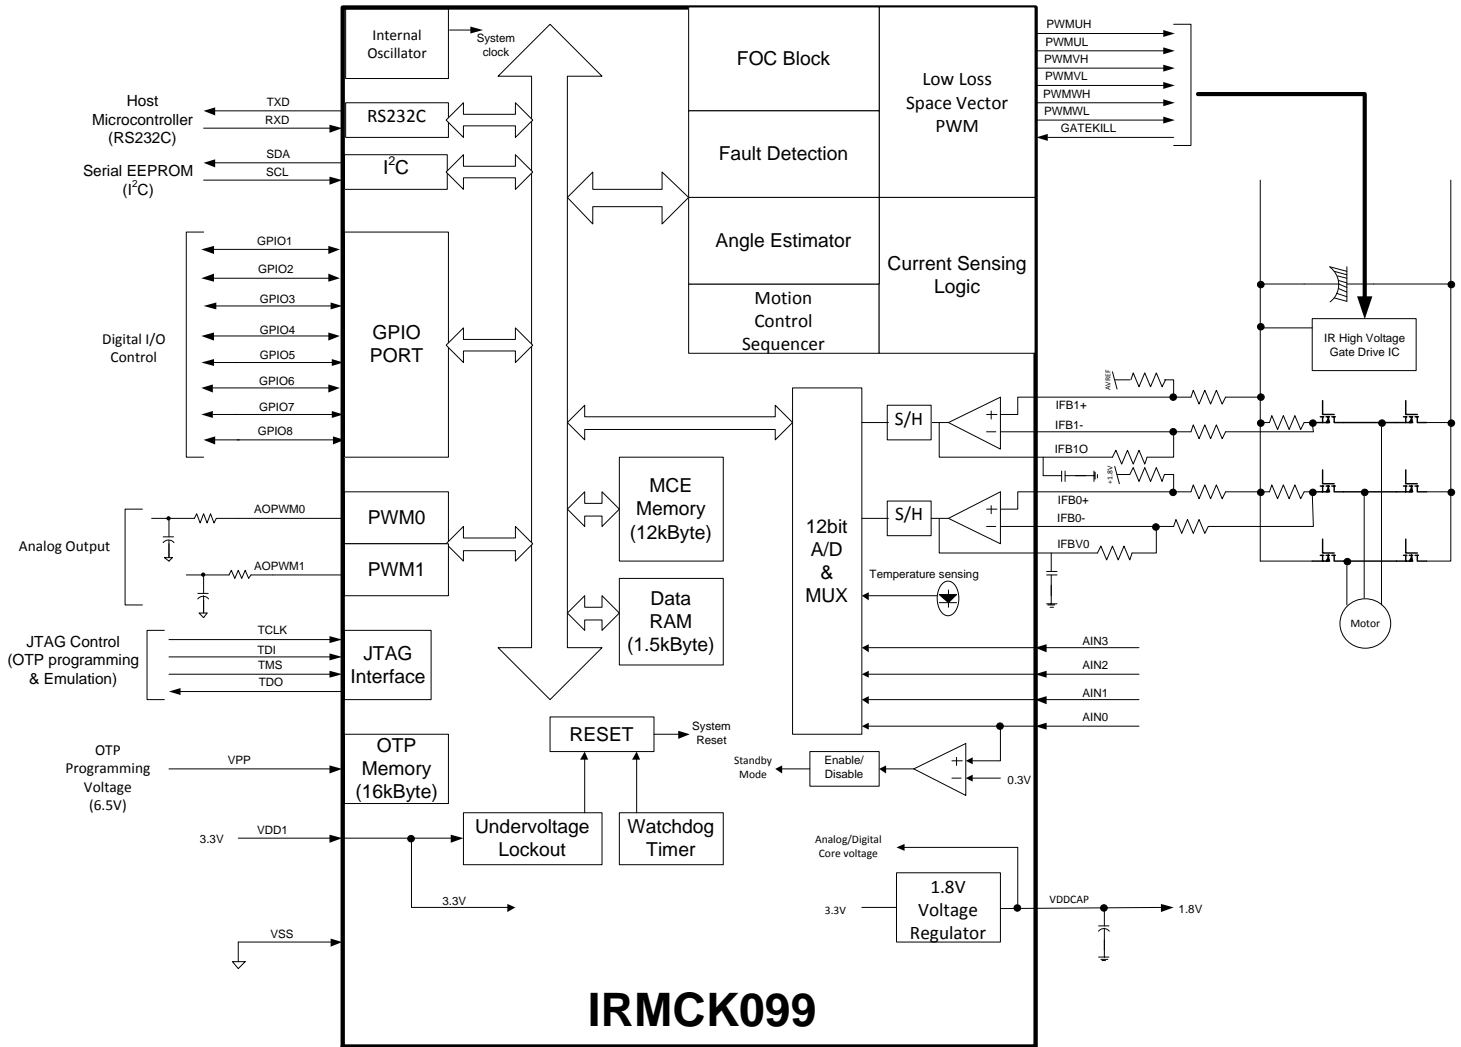 Internal
Oscillator
System
clock
FOC Block
Low Loss
Space Vector
PWM
Fault Detection
Angle Estimator
Current Sensing
Logic
Motion
Control
Sequencer
PWMUH
PWMUL
PWMVH
PWMVL
PWMWH
PWMWL
GATEKILL
Host
Microcontroller
(RS232C)
TXD
RXD
RS232C
Serial EEPROM
(I²C)
SDA
SCL
I²C
Digital I/O
Control
GPIO1
GPIO2
GPIO3
GPIO4
GPIO5
GPIO6
GPIO7
GPIO8
GPIO
PORT
IR High Voltage
Gate Drive IC
AVREF
IFB1+
IFB1-
IFB1O
+1.8V
IFB0+
IFB0-
IFBV0
S/H
S/H
+
−
+
−
12bit
A/D
&
MUX
MCE
Memory
(12kByte)
Data
RAM
(1.5kByte)
Temperature sensing
Motor
Analog Output
AOPWM0
AOPWM1
PWM0
PWM1
JTAG Control
(OTP programming
& Emulation)
TCLK
TDI
TMS
TDO
JTAG
Interface
AIN3
AIN2
AIN1
AIN0
OTP
Programming
Voltage
(6.5V)
VPP
OTP
Memory
(16kByte)
RESET
System
Reset
Standby
Mode
Enable/
Disable
+
−
0.3V
3.3V
VDD1
Undervoltage
Lockout
Watchdog
Timer
3.3V
Analog/Digital
Core voltage
3.3V
1.8V
Voltage
Regulator
VDDCAP
1.8V
VSS
IRMCK099